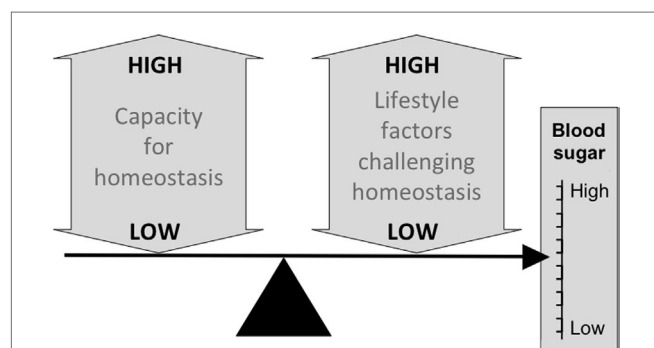 HIGH
Capacity
for
homeostasis
LOW
HIGH
Lifestyle
factors
challenging
homeostasis
LOW
Blood
sugar
High
Low